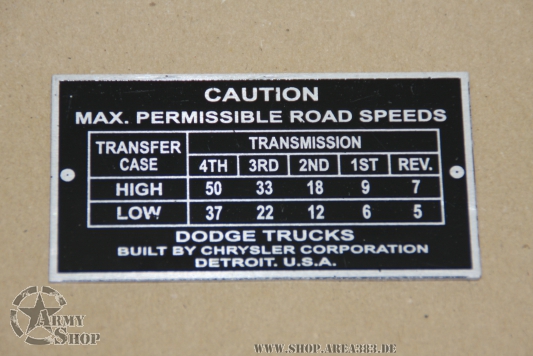 CAUTION
MAX. PERMISSIBLE ROAD SPEEDS
TRANSFER CASE TRANSMISSION
4TH 3RD 2ND 1ST REV.
HIGH 50 33 18 9 7
LOW 37 22 12 6 5
DODGE TRUCKS
BUILT BY CHRYSLER CORPORATION
DETROIT. U.S.A.
ARMY
SHOP
WWW.SHOP.AREA383.DE